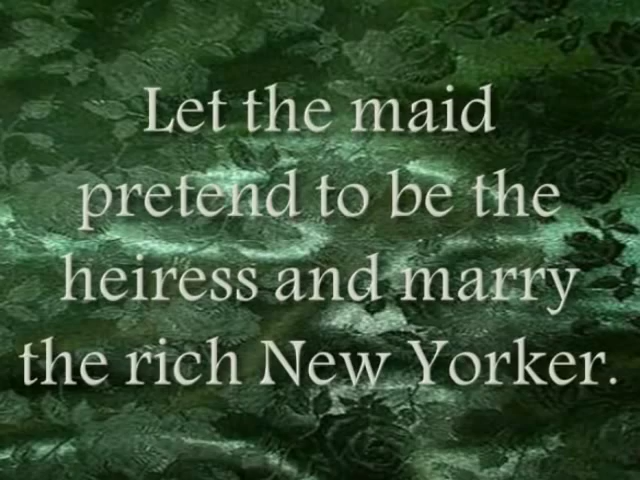 Let the maid
pretend to be the
heiress and marry
the rich New Yorker.